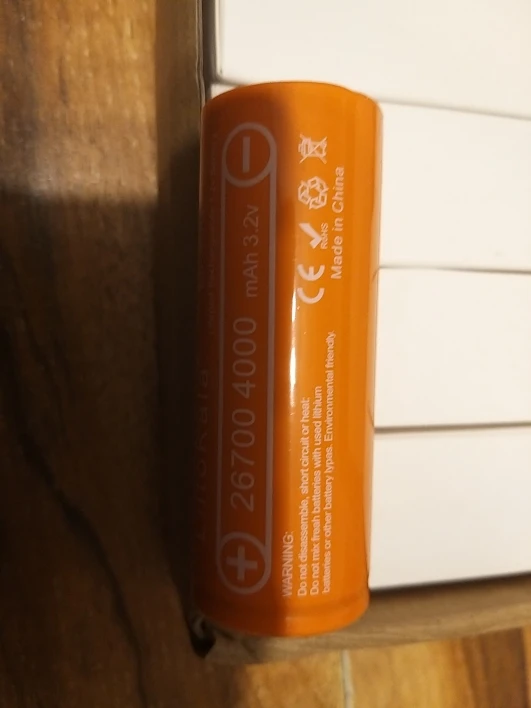 26700 4000 mAh 3.2v
WARNING:
Do not disassemble, short circuit or heat;
Do not mix fresh batteries with used lithium
batteries or other battery typas. Environmental friendly
CE RoHS
Made in China